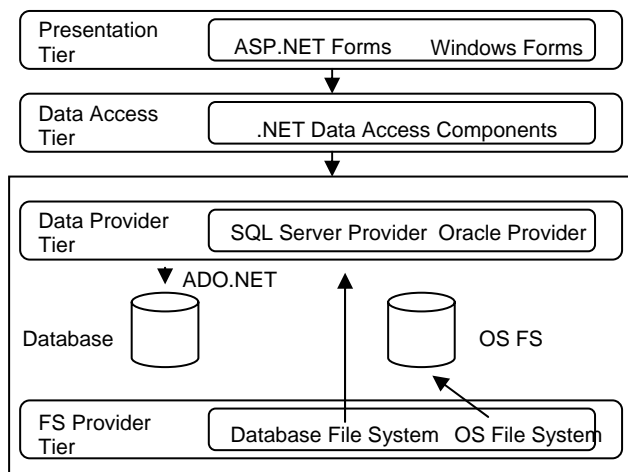 Presentation Tier
ASP.NET Forms Windows Forms
Data Access Tier
.NET Data Access Components
Data Provider Tier
SQL Server Provider Oracle Provider
ADO.NET
Database
OS FS
FS Provider Tier
Database File System OS File System